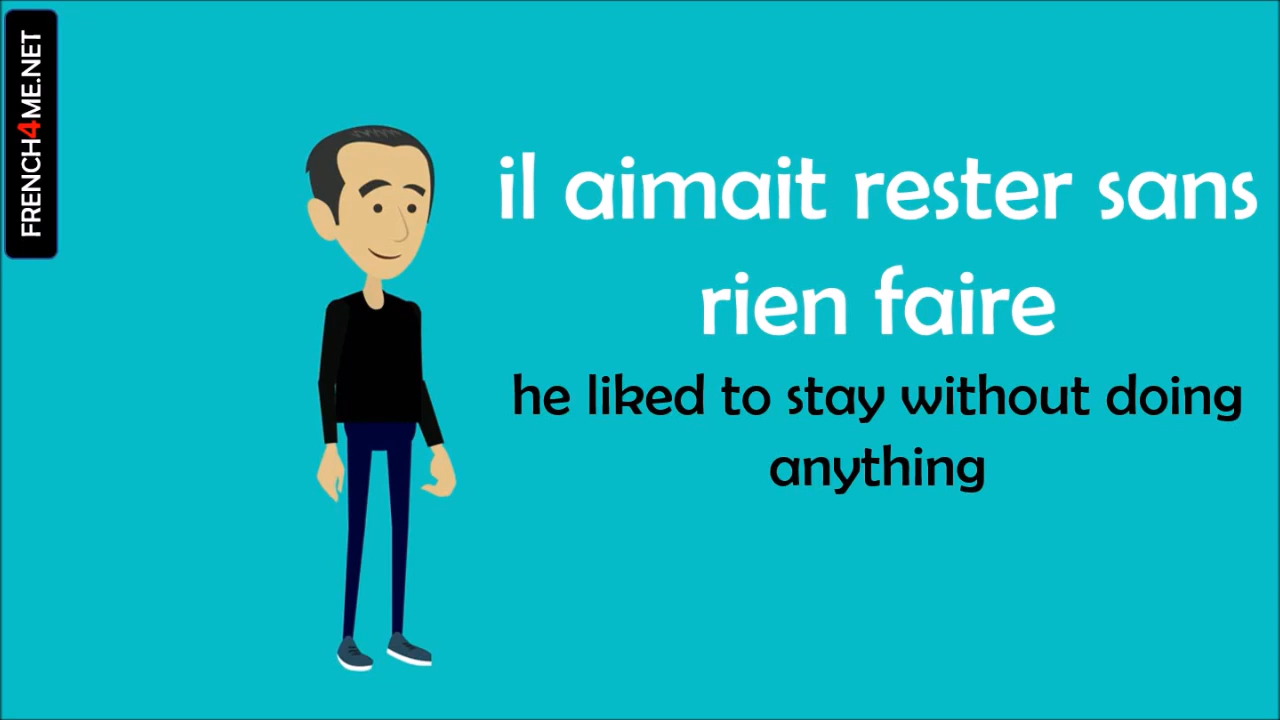 FRENCH4ME.NET
il aimait rester sans
rien faire
he liked to stay without doing
anything